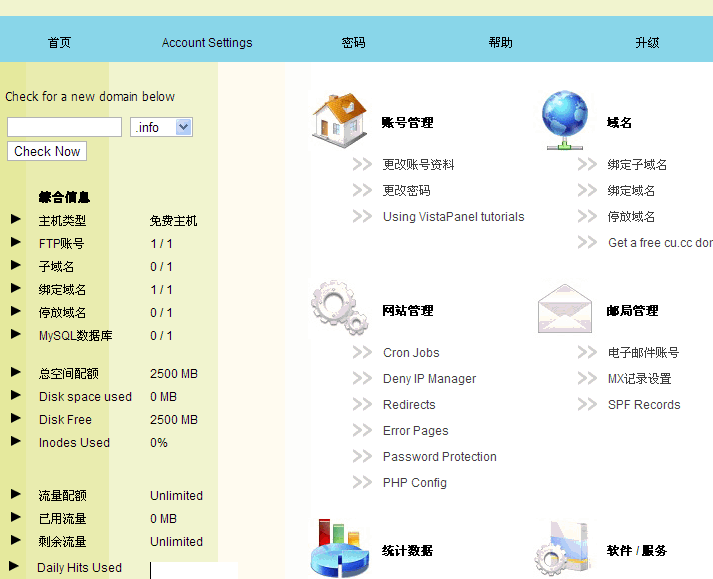 首页 Account Settings 密码 帮助 升级
Check for a new domain below
.info
Check Now
综合信息
主机类型 免费主机
FTP账号 1 / 1
子域名 0 / 1
绑定域名 1 / 1
停放域名 0 / 1
MySQL数据库 0 / 1
总空间配额 2500 MB
Disk space used 0 MB
Disk Free 2500 MB
Inodes Used 0%
流量配额 Unlimited
已用流量 0 MB
剩余流量 Unlimited
Daily Hits Used
账号管理
更改账号资料
更改密码
Using VistaPanel tutorials
域名
绑定子域名
绑定域名
停放域名
Get a free cu.cc dor
网站管理
Cron Jobs
Deny IP Manager
Redirects
Error Pages
Password Protection
PHP Config
邮局管理
电子邮件账号
MX记录设置
SPF Records
统计数据
软件 / 服务